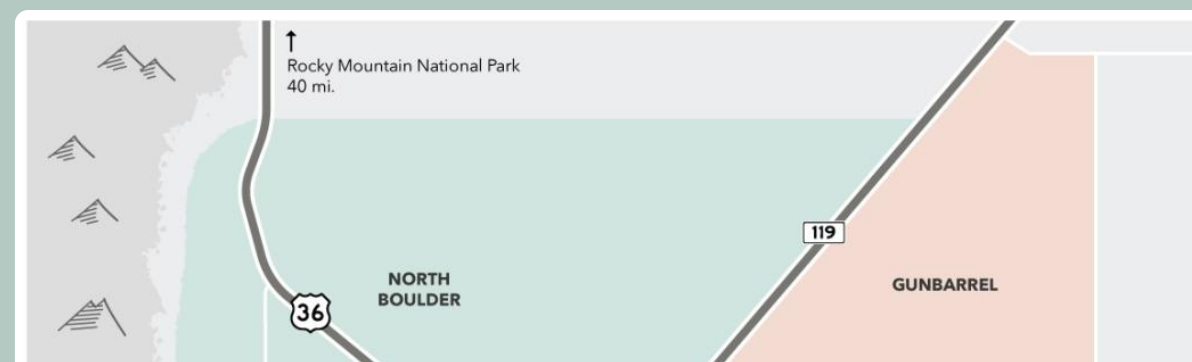 ↑
Rocky Mountain National Park
40 mi.
119
NORTH
BOULDER
GUNBARREL
36